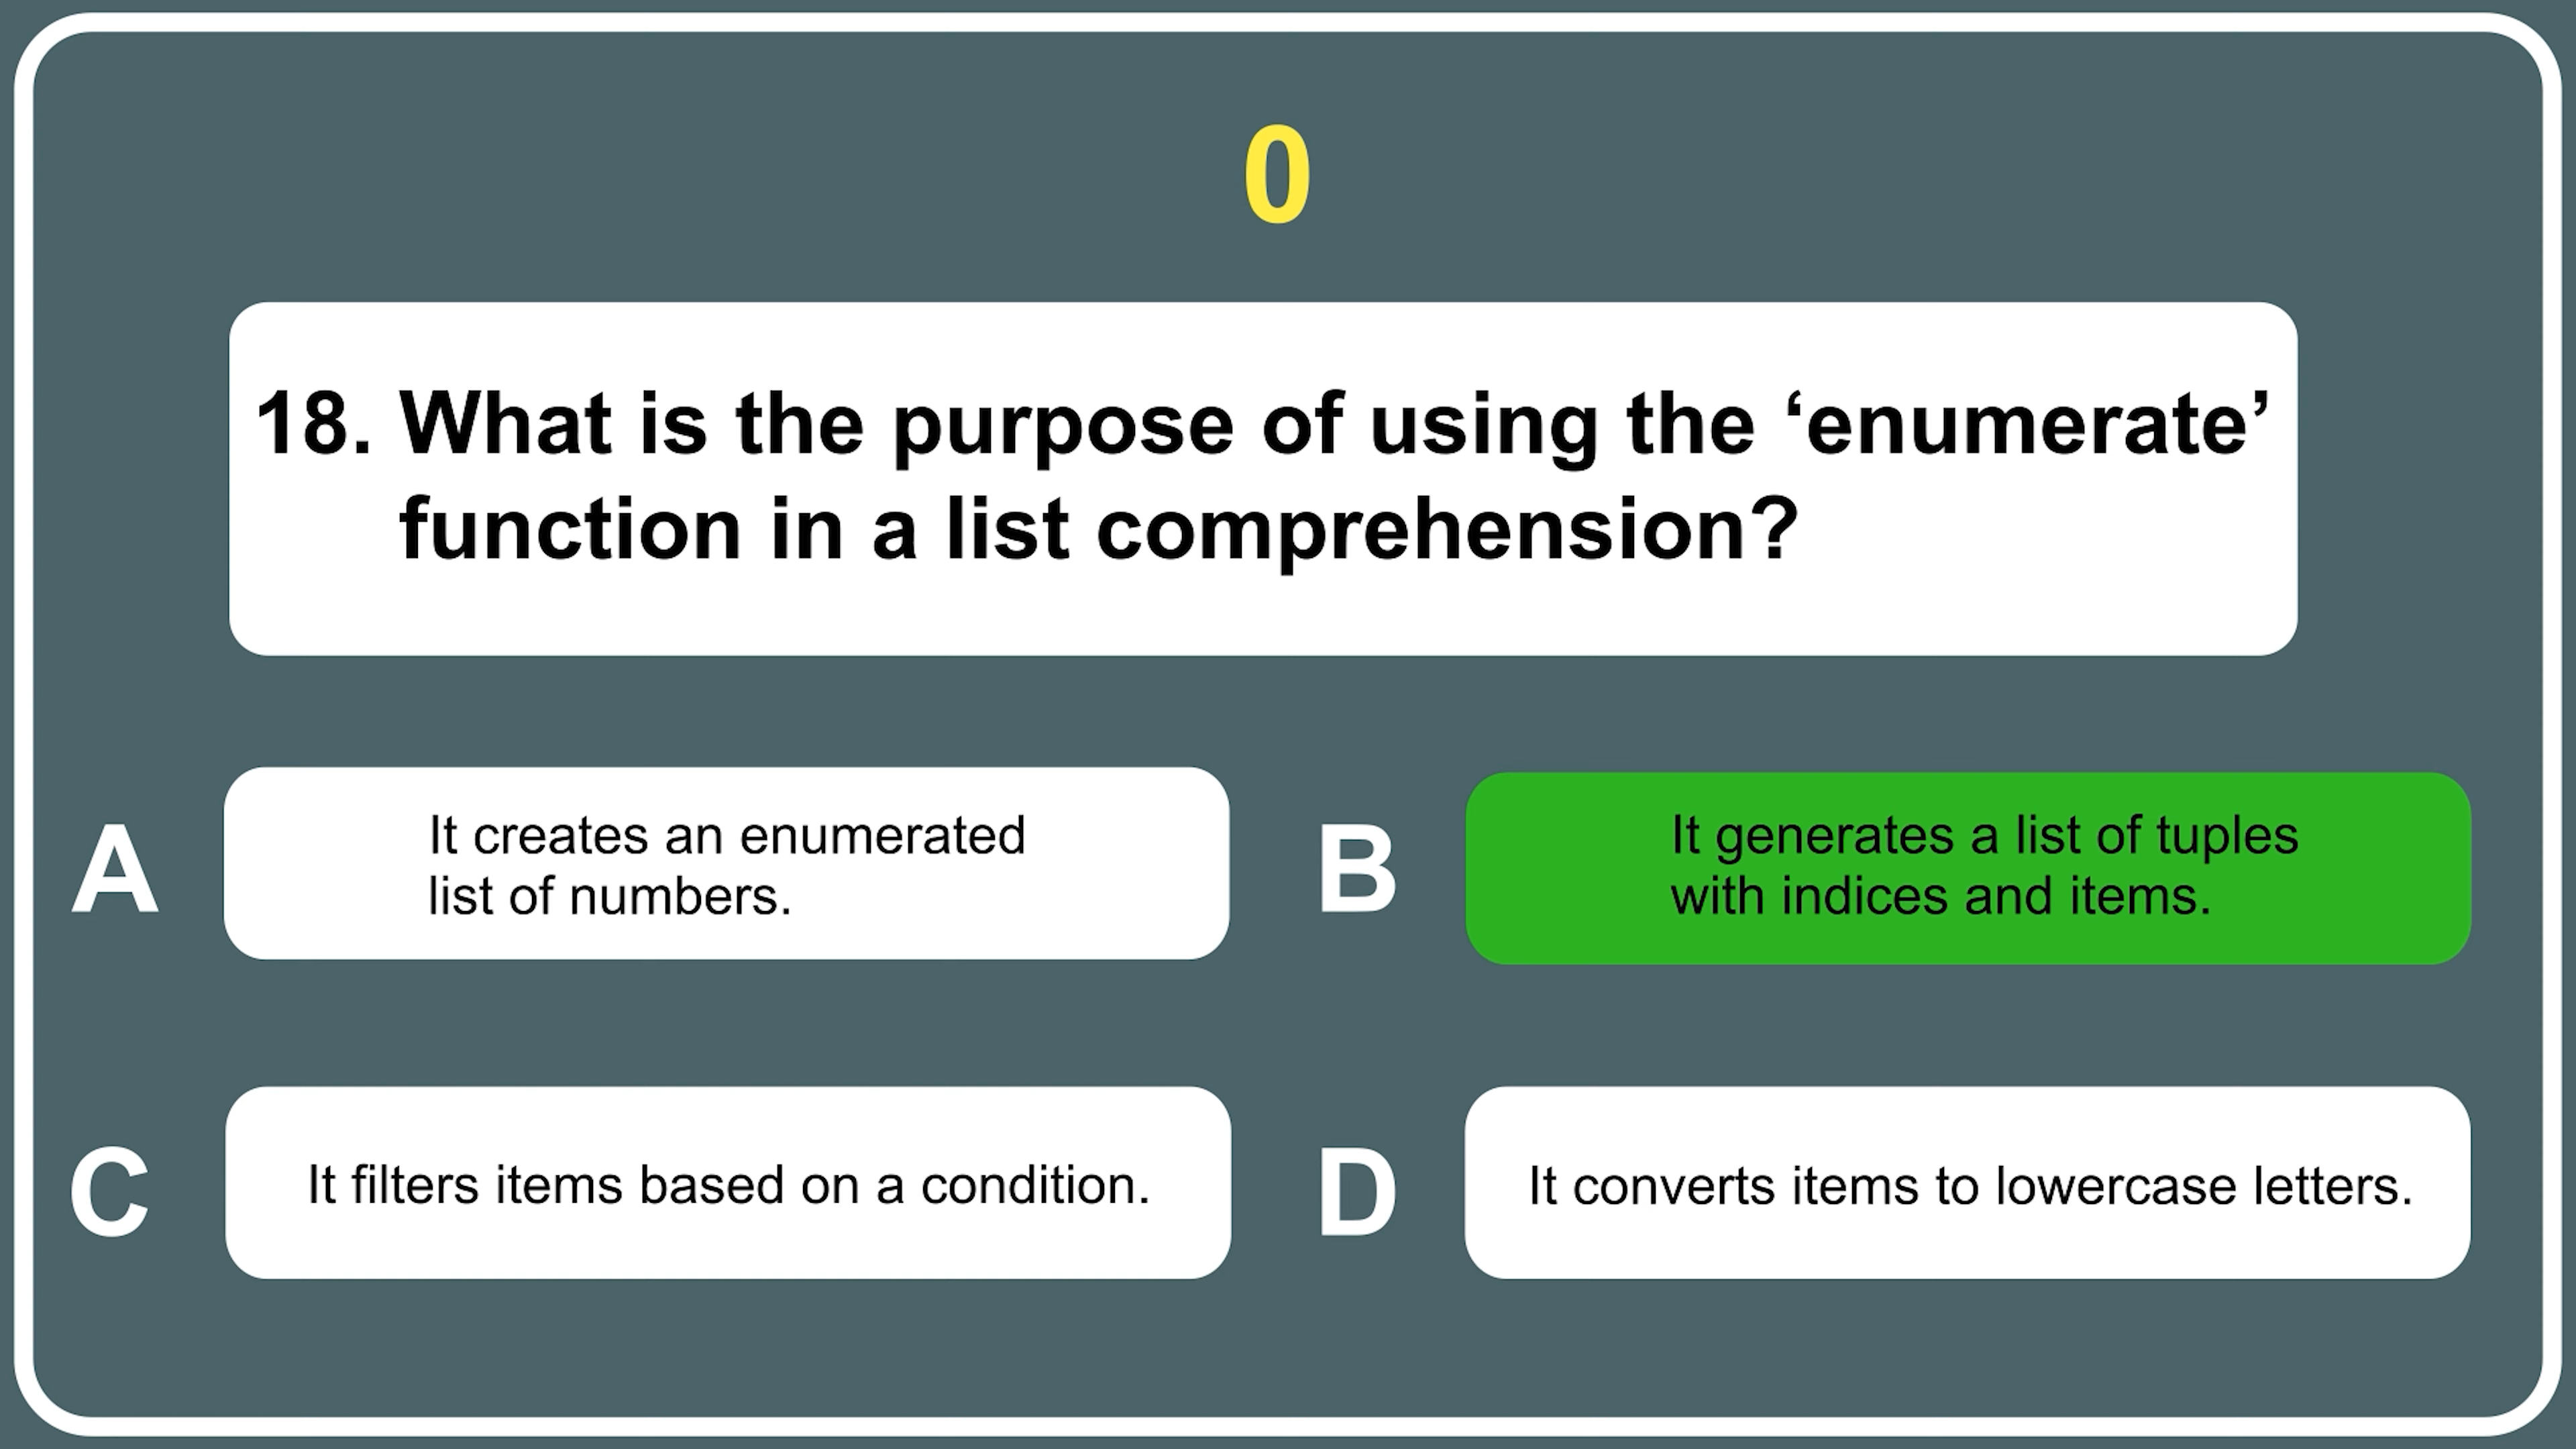 0
18. What is the purpose of using the ‘enumerate’
function in a list comprehension?
A
It creates an enumerated
list of numbers.
B
It generates a list of tuples
with indices and items.
C
It filters items based on a condition.
D
It converts items to lowercase letters.